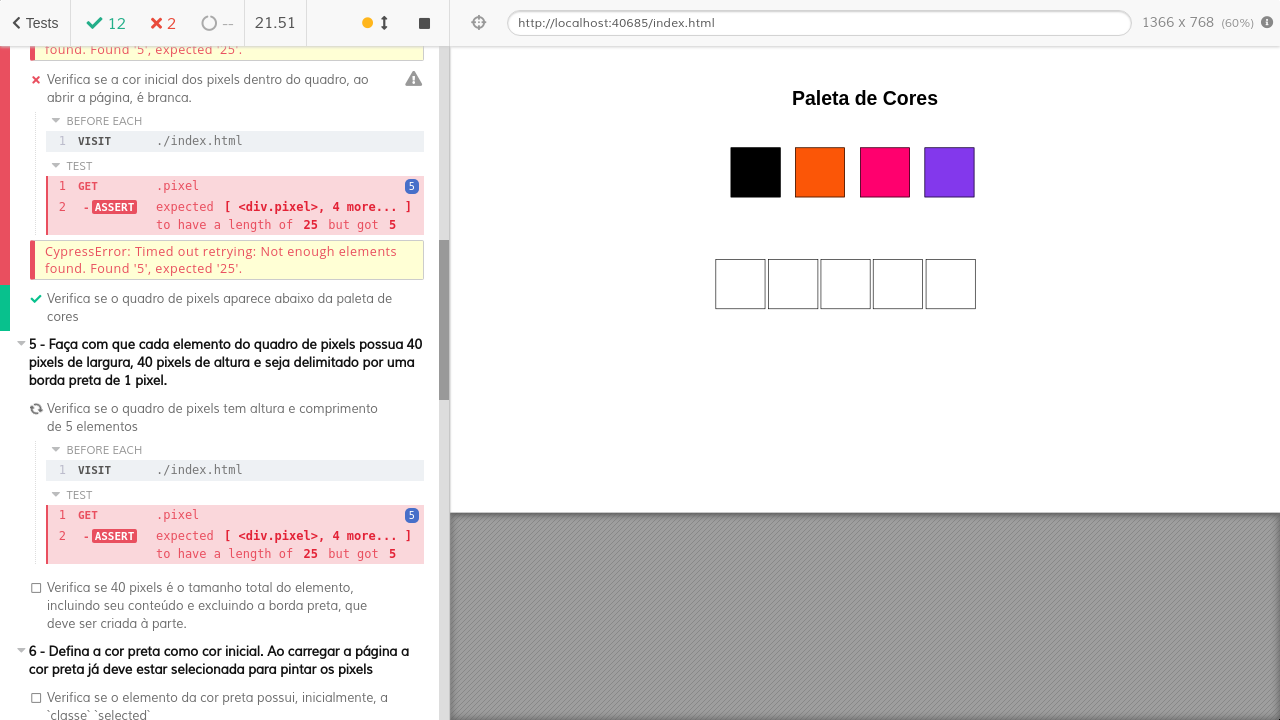 Tests
12
2
--
21.51
http://localhost:40685/index.html
1366 x 768 (60%)
found. Found '5', expected '25'.
Verifica se a cor inicial dos pixels dentro do quadro, ao
abrir a página, é branca.
BEFORE EACH
1 VISIT ./index.html
TEST
1 GET .pixel 5
2 -ASSERT expected [ <div.pixel>, 4 more... ]
to have a length of 25 but got 5
CypressError: Timed out retrying: Not enough elements
found. Found '5', expected '25'.
Verifica se o quadro de pixels aparece abaixo da paleta de
cores
5 - Faça com que cada elemento do quadro de pixels possua 40
pixels de largura, 40 pixels de altura e seja delimitado por uma
borda preta de 1 pixel.
Verifica se o quadro de pixels tem altura e comprimento
de 5 elementos
BEFORE EACH
1 VISIT ./index.html
TEST
1 GET .pixel 5
2 -ASSERT expected [ <div.pixel>, 4 more... ]
to have a length of 25 but got 5
Verifica se 40 pixels é o tamanho total do elemento,
incluindo seu conteúdo e excluindo a borda preta, que
deve ser criada à parte.
6 - Defina a cor preta como cor inicial. Ao carregar a página a
cor preta já deve estar selecionada para pintar os pixels
Verifica se o elemento da cor preta possui, inicialmente, a
`classe` `selected`
Paleta de Cores